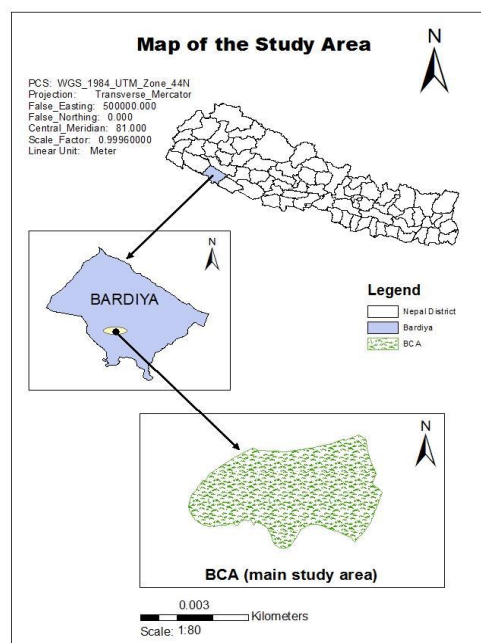 Map of the Study Area
N
PCS: WGS_1984_UTM_Zone_44N
Projection: Transverse_Mercator
False_Easting: 500000.000
False_Northing: 0.000
Central_Meridian: 81.000
Scale_Factor: 0.99960000
Linear Unit: Meter
N
BARDIYA
Legend
Nepal District
Bardiya
BCA
N
BCA (main study area)
0.003
Kilometers
Scale: 1:80